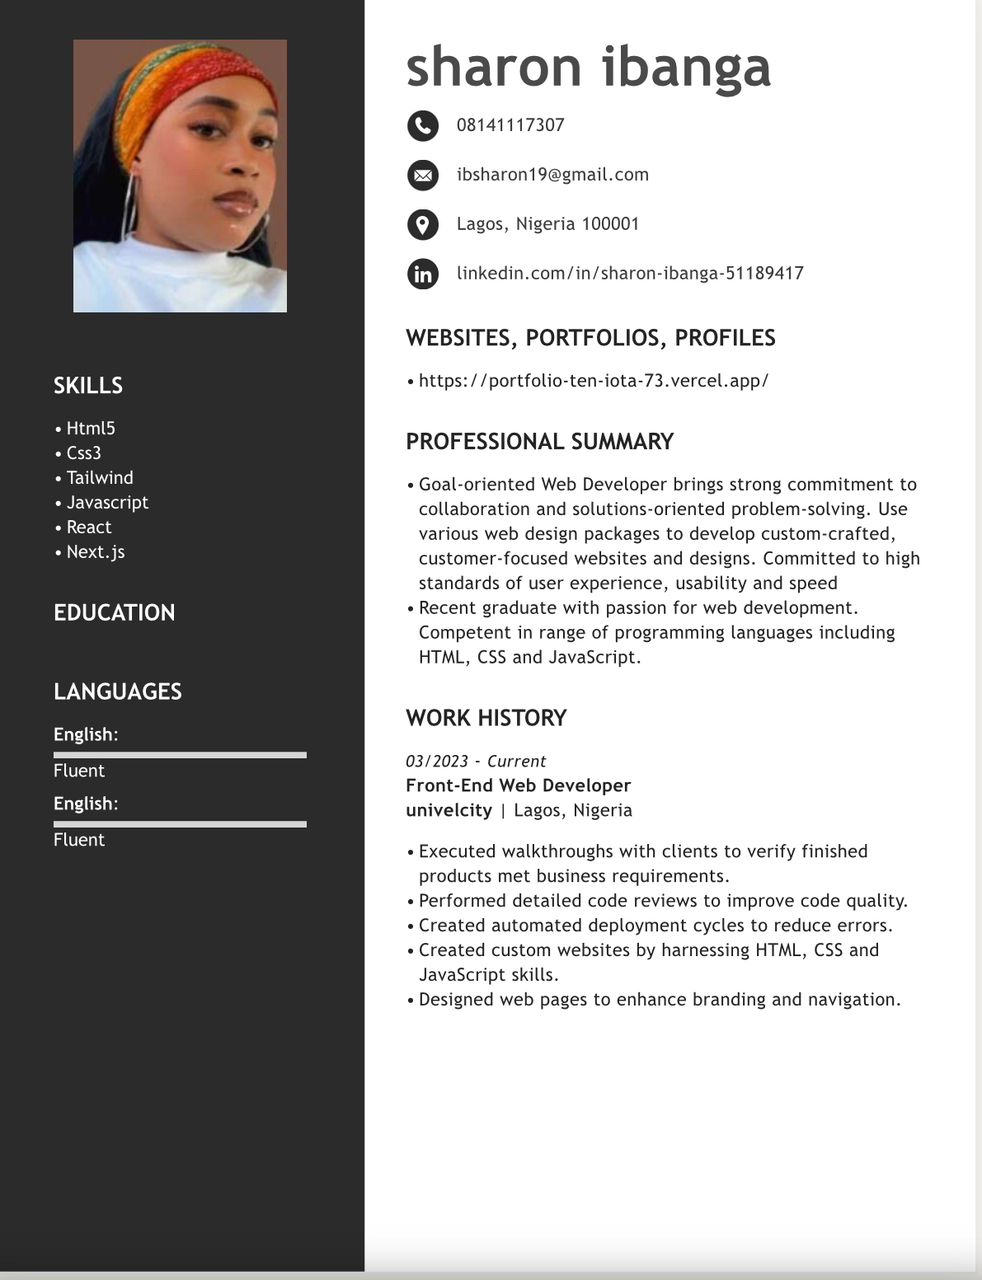 sharon ibanga
08141117307
ibsharon19@gmail.com
Lagos, Nigeria 100001
linkedin.com/in/sharon-ibanga-51189417
WEBSITES, PORTFOLIOS, PROFILES
• https://portfolio-ten-iota-73.vercel.app/
PROFESSIONAL SUMMARY
• Goal-oriented Web Developer brings strong commitment to
collaboration and solutions-oriented problem-solving. Use
various web design packages to develop custom-crafted,
customer-focused websites and designs. Committed to high
standards of user experience, usability and speed
• Recent graduate with passion for web development.
Competent in range of programming languages including
HTML, CSS and JavaScript.
WORK HISTORY
03/2023 - Current
Front-End Web Developer
univelcity | Lagos, Nigeria
• Executed walkthroughs with clients to verify finished
products met business requirements.
• Performed detailed code reviews to improve code quality.
• Created automated deployment cycles to reduce errors.
• Created custom websites by harnessing HTML, CSS and
JavaScript skills.
• Designed web pages to enhance branding and navigation.
SKILLS
• Html5
• Css3
• Tailwind
• Javascript
• React
• Next.js
EDUCATION
LANGUAGES
English:
Fluent
English:
Fluent